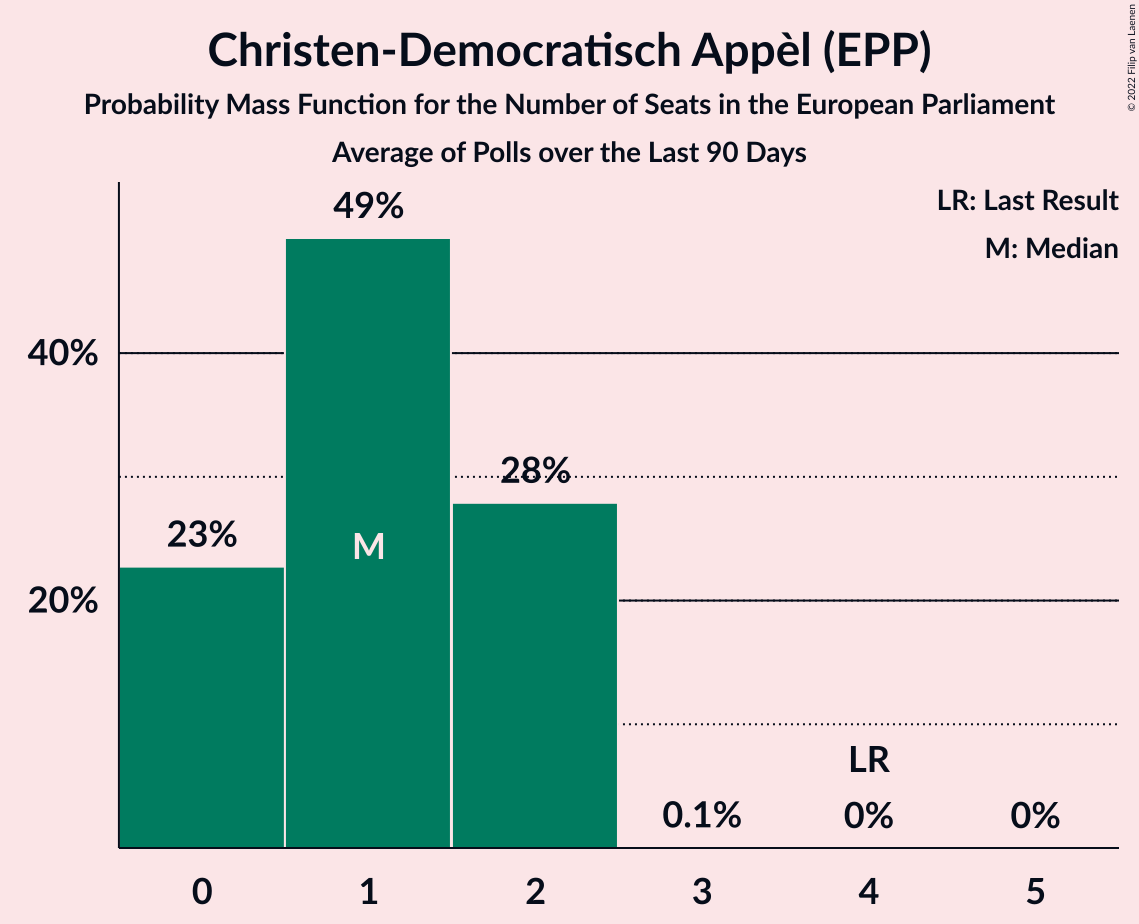 Christen-Democratisch Appèl (EPP)
Probability Mass Function for the Number of Seats in the European Parliament
Average of Polls over the Last 90 Days
© 2022 Filip van Laenen
LR: Last Result
M: Median
49%
40%
28%
23%
M
20%
LR
0.1%
0%
0%
0
1
2
3
4
5